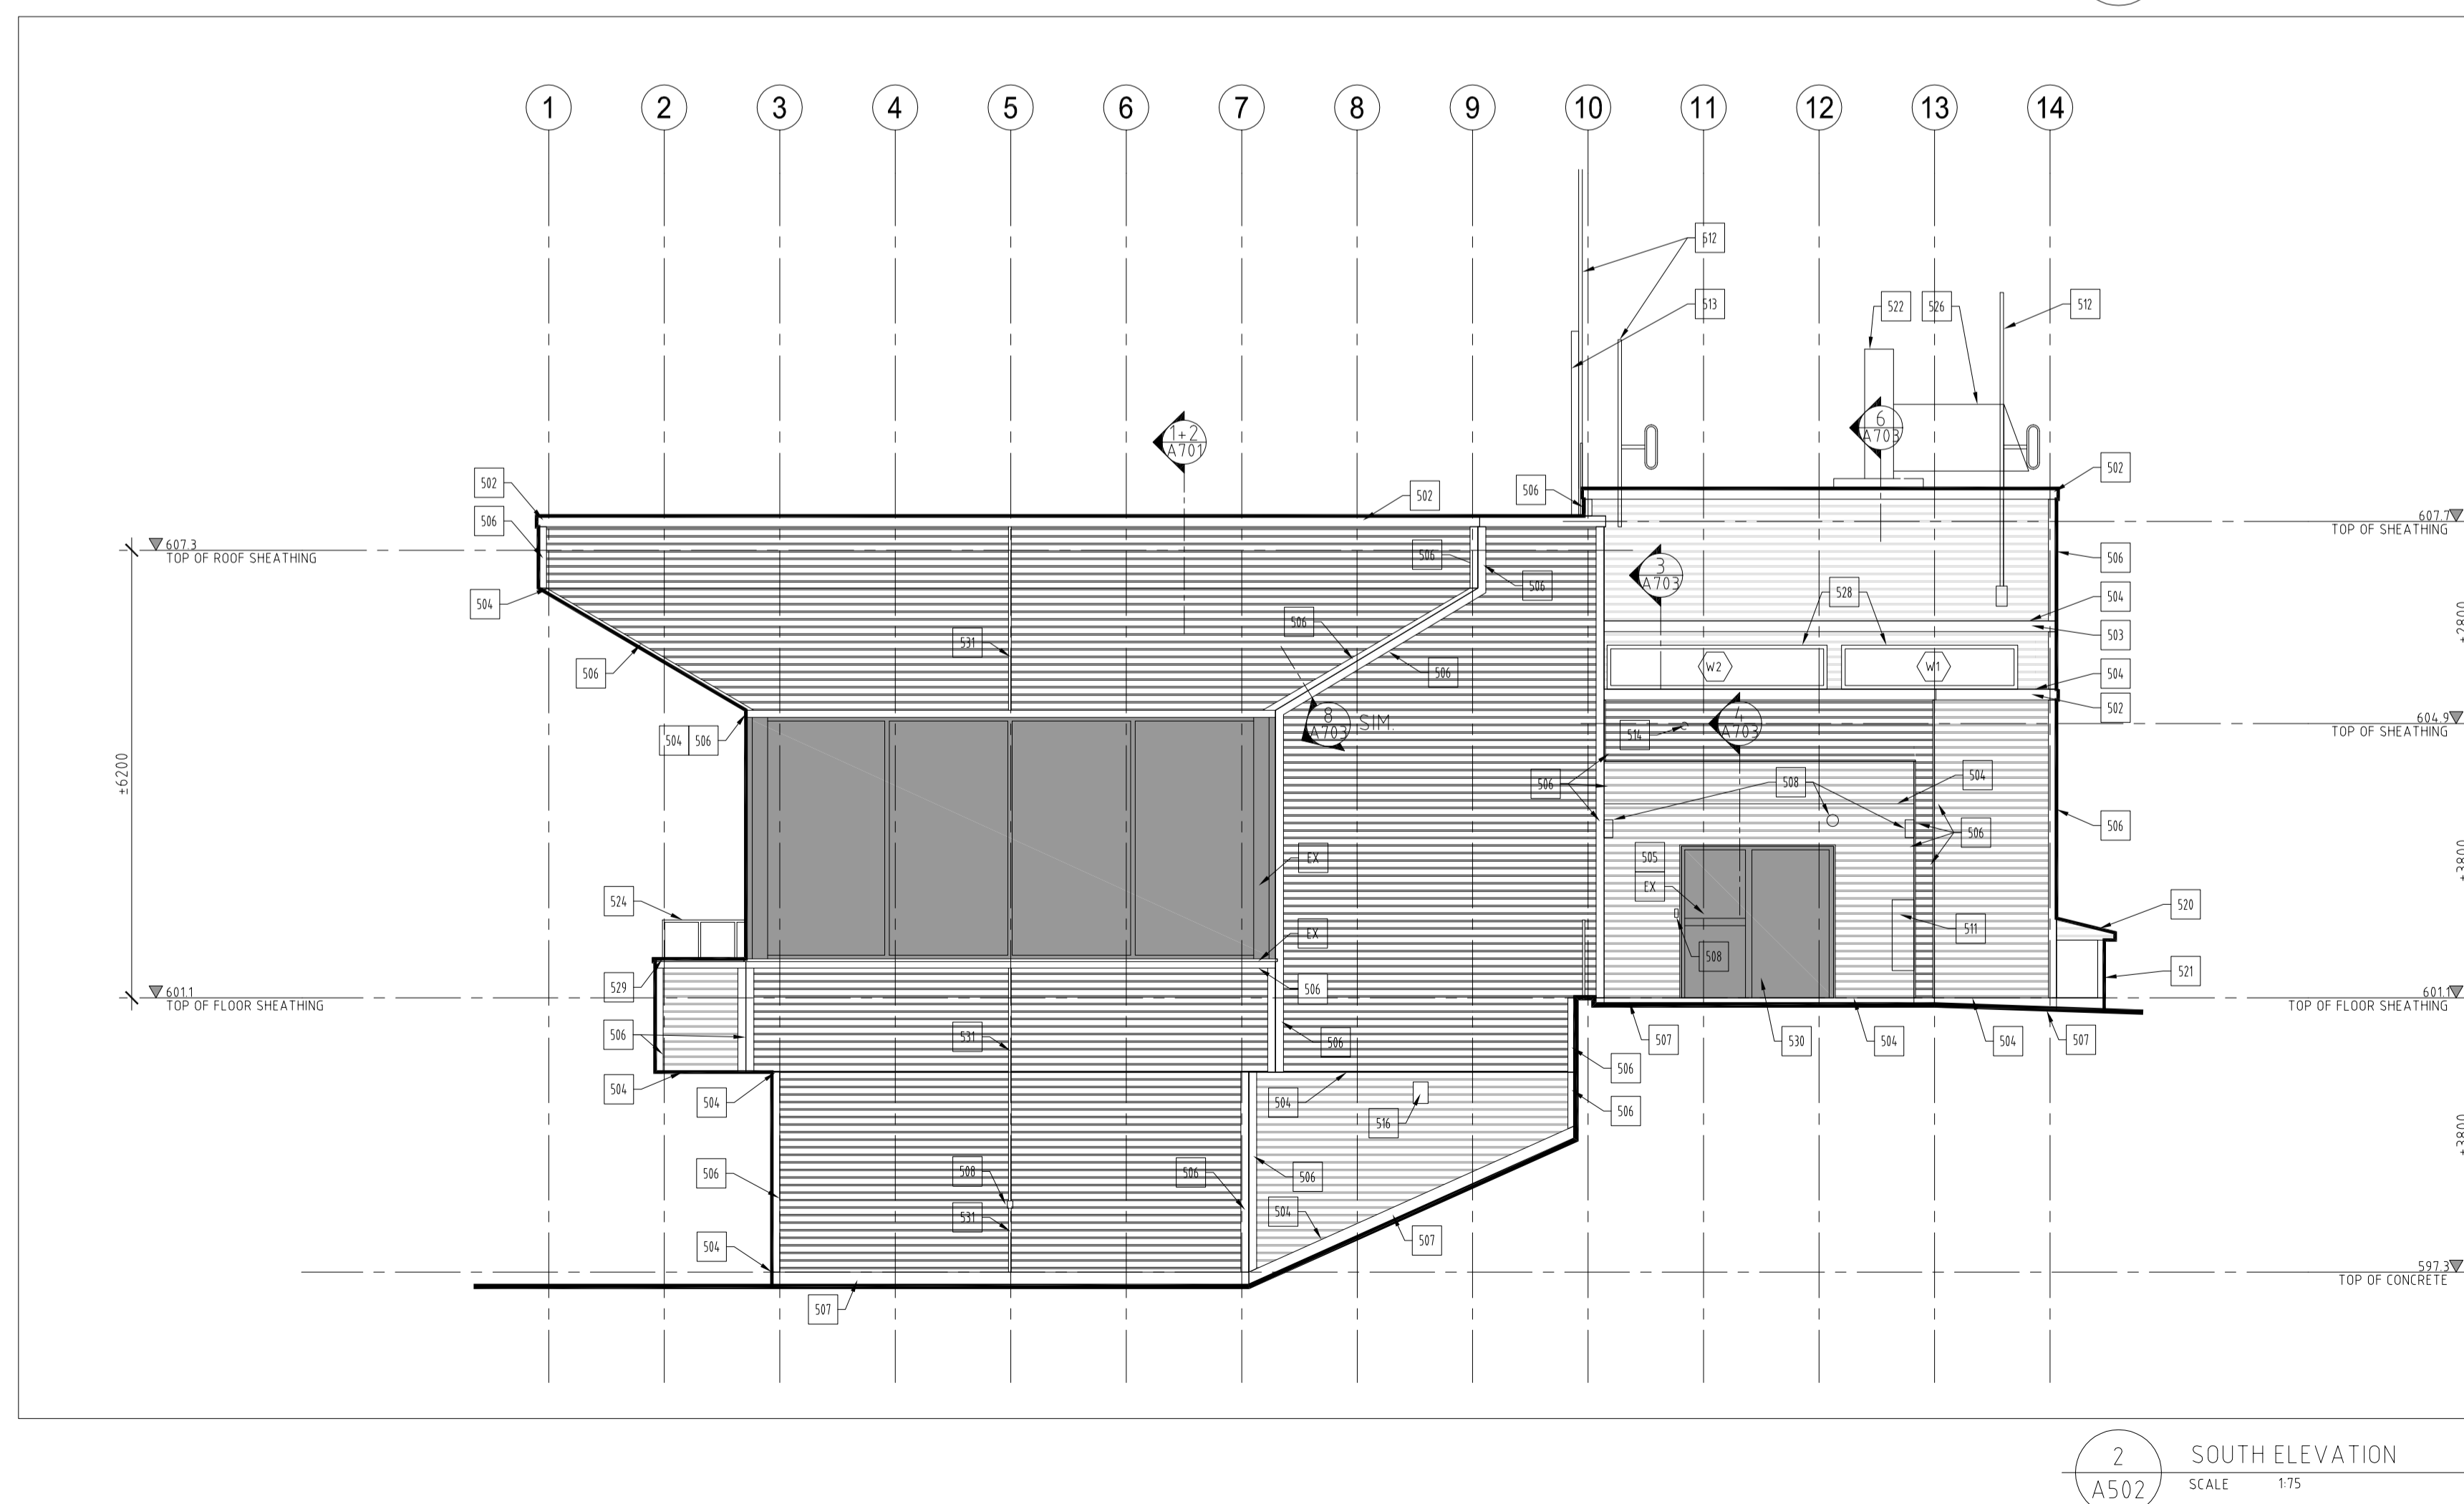 1 2 3 4 5 6 7 8 9 10 11 12 13 14
512
513
522 526 512
1+2
A701
6
A703
502 502 506 502
506
607.3
TOP OF ROOF SHEATHING
607.7
TOP OF SHEATHING
506 506 506
504 506 3
A703
528 504
531 506 503
506 506 W2 W1 504
502
504 506 8
A703 SIM.
514 4
A703
604.9
TOP OF SHEATHING
±2800
±6200
506 508 504
506 506
EX 505
EX
±3800
524 511 520
EX 508
529 506 521
601.1
TOP OF FLOOR SHEATHING
601.1
TOP OF FLOOR SHEATHING
506 531 506 507 530 504 504 507
506
504 504 504 516 506
±3800
506 508 506 506
531 504
504 507
597.3
TOP OF CONCRETE
507
2
A502
SOUTH ELEVATION
SCALE 1:75